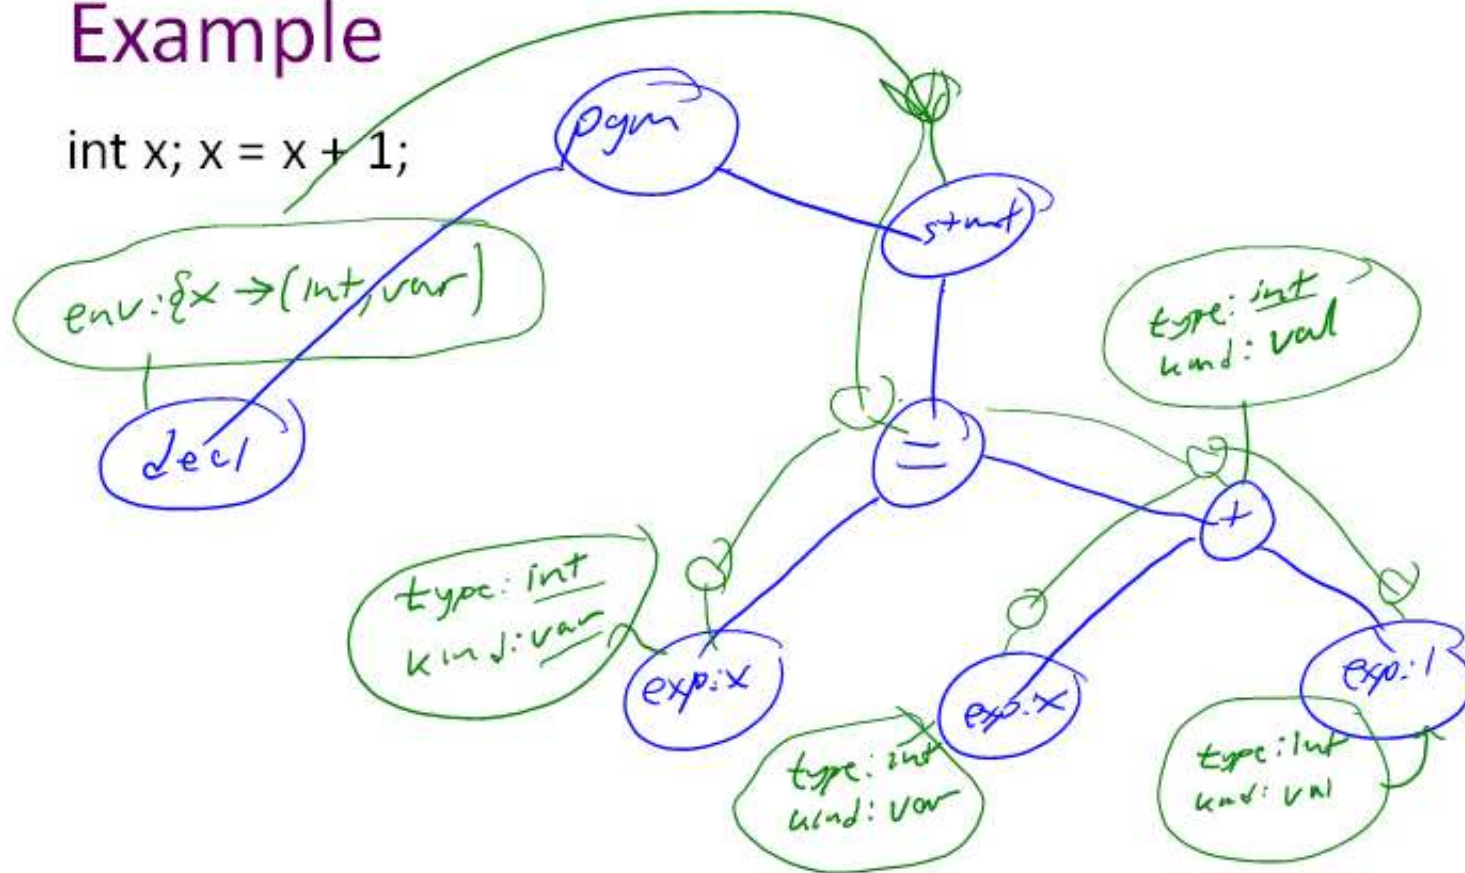 Example
int x; x = x + 1;
pgm
stmt
env: {x → (int, var)
type: int
kind: val
decl
=
+
type: int
kind: var
exp: x
exp: x
exp: 1
type: int
kind: var
type: int
kind: val